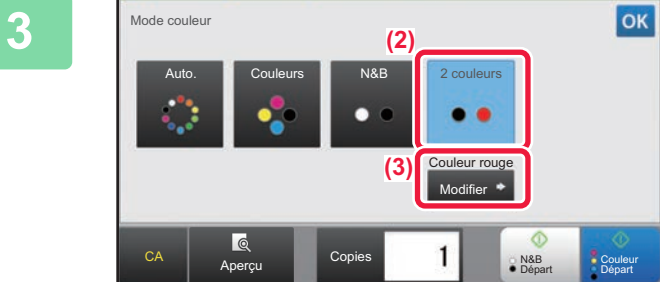 3
Mode couleur
OK
(2)
Auto.
Couleurs
N&B
2 couleurs
(3)
Couleur rouge
Modifier
CA
Aperçu
Copies
1
N&B
Départ
Couleur
Départ